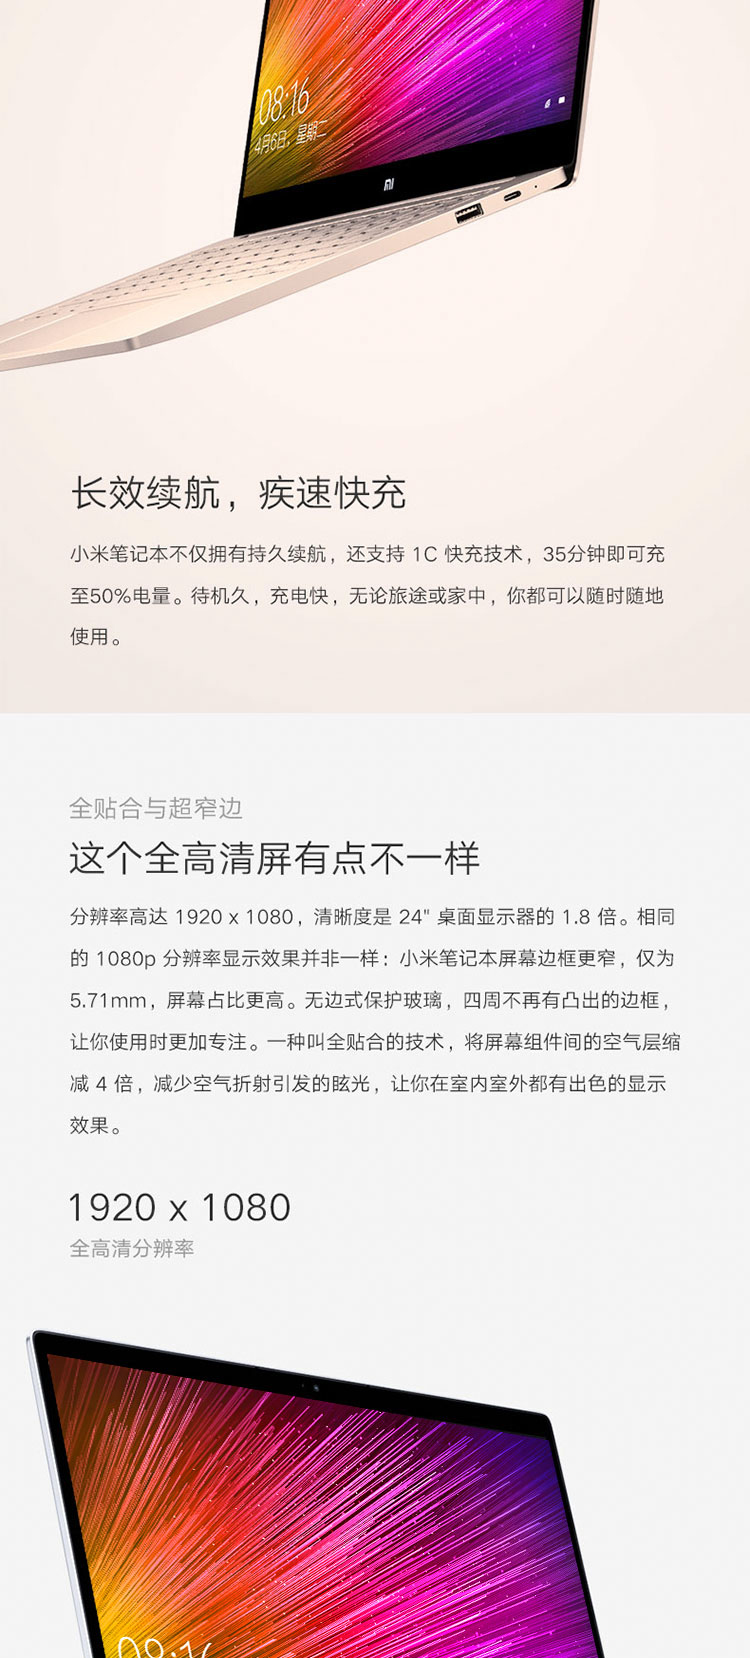 08:16
4月6日，星期二
mi
长效续航，疾速快充
小米笔记本不仅拥有持久续航，还支持 1C 快充技术，35分钟即可充
至50%电量。待机久，充电快，无论旅途或家中，你都可以随时随地
使用。
全贴合与超窄边
这个全高清屏有点不一样
分辨率高达 1920 x 1080，清晰度是 24" 桌面显示器的 1.8 倍。相同
的 1080p 分辨率显示效果并非一样：小米笔记本屏幕边框更窄，仅为
5.71mm，屏幕占比更高。无边式保护玻璃，四周不再有凸出的边框，
让你使用时更加专注。一种叫全贴合的技术，将屏幕组件间的空气层缩
减 4 倍，减少空气折射引发的眩光，让你在室内室外都有出色的显示
效果。
1920 x 1080
全高清分辨率